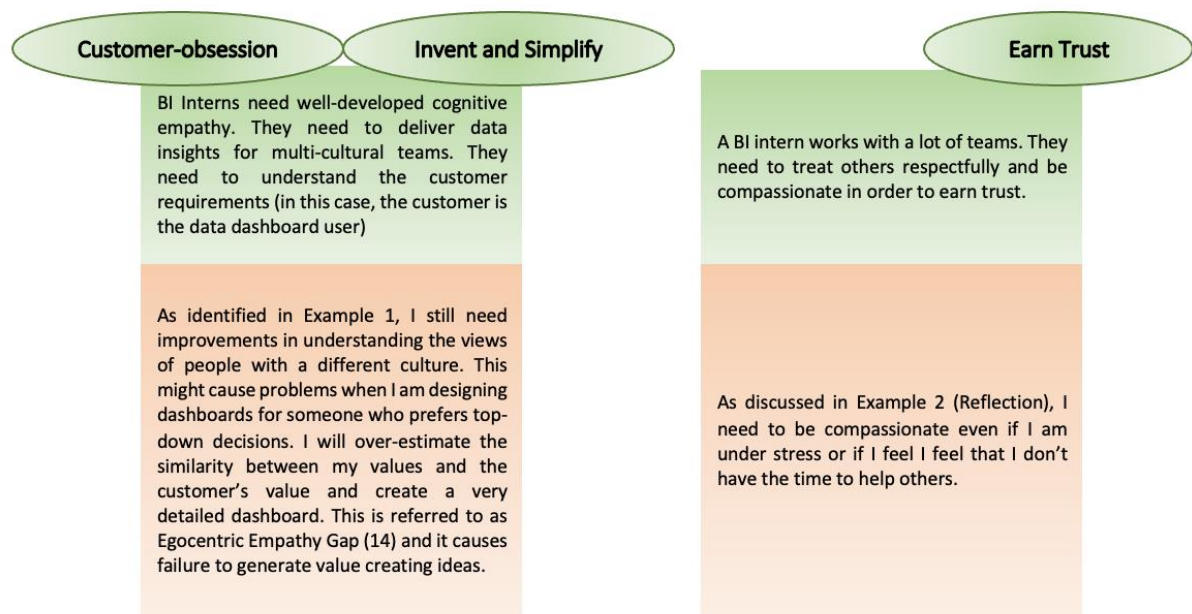 Customer-obsession
Invent and Simplify
BI Interns need well-developed cognitive
empathy. They need to deliver data
insights for multi-cultural teams. They
need to understand the customer
requirements (in this case, the customer is
the data dashboard user)
As identified in Example 1, I still need
improvements in understanding the views
of people with a different culture. This
might cause problems when I am designing
dashboards for someone who prefers top-
down decisions. I will over-estimate the
similarity between my values and the
customer’s value and create a very
detailed dashboard. This is referred to as
Egocentric Empathy Gap (14) and it causes
failure to generate value creating ideas.
Earn Trust
A BI intern works with a lot of teams. They
need to treat others respectfully and be
compassionate in order to earn trust.
As discussed in Example 2 (Reflection), I
need to be compassionate even if I am
under stress or if I feel I feel that I don’t
have the time to help others.